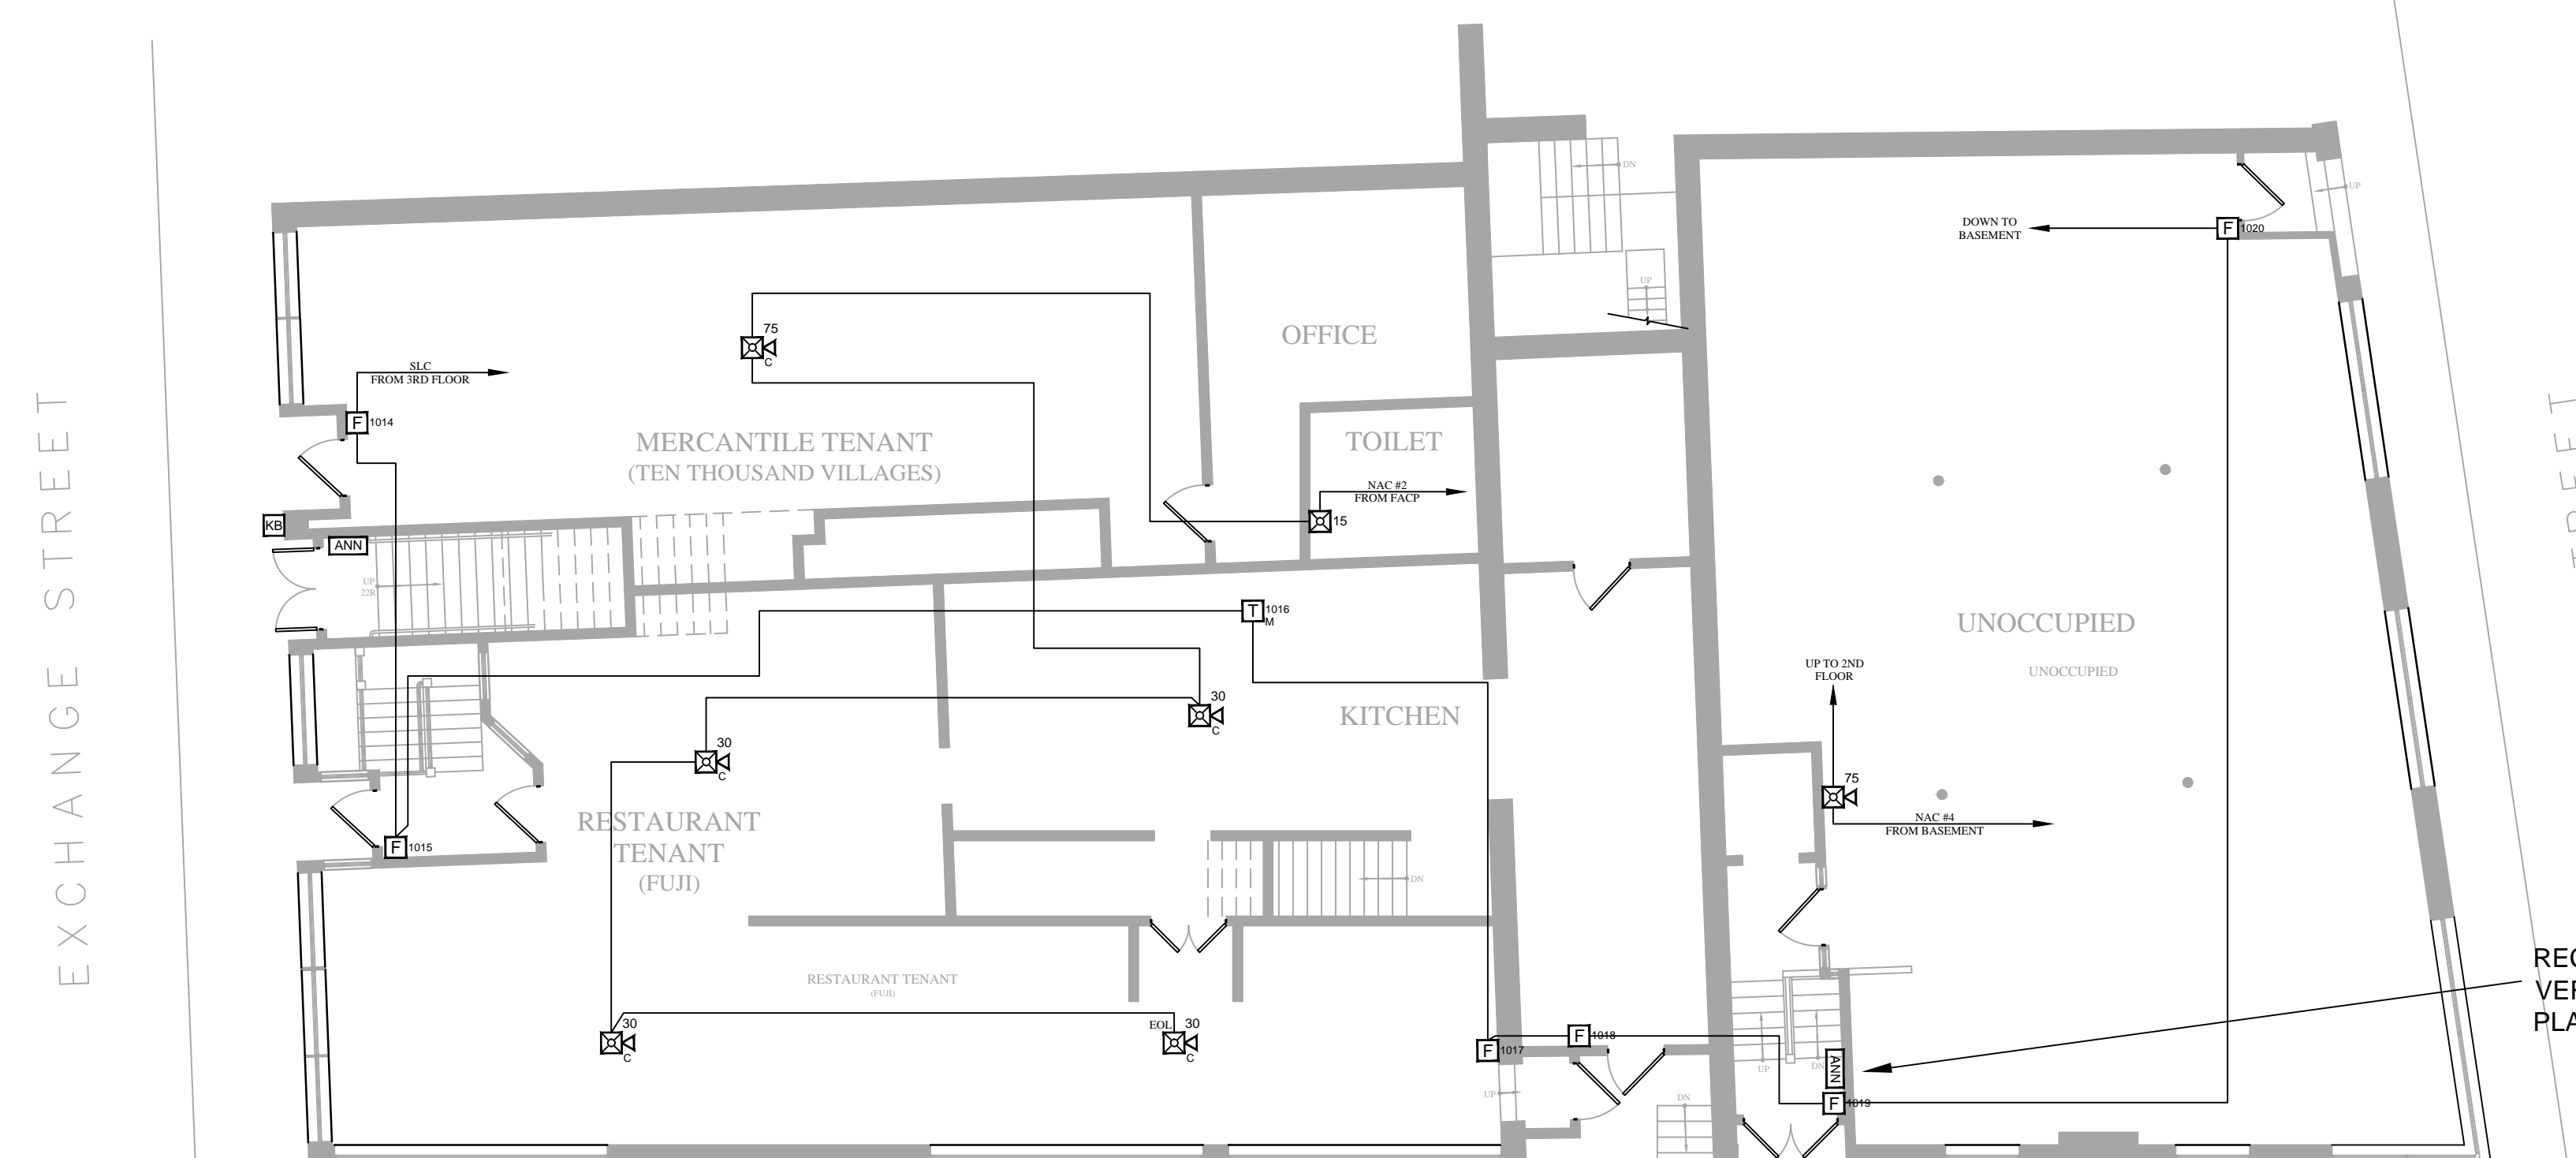 EXCHANGE STREET
DN
UP
UP
DOWN TO
BASEMENT
F 1020
75
C
OFFICE
SLC
FROM 3RD FLOOR
F 1014
MERCANTILE TENANT
(TEN THOUSAND VILLAGES)
TOILET
NAC #2
FROM FACP
15
KB
ANN
UP
22R
T 1016
M
UNOCCUPIED
UNOCCUPIED
UP TO 2ND
FLOOR
30
C
KITCHEN
30
C
75
NAC #4
FROM BASEMENT
RESTAURANT
TENANT
(FUJI)
F 1015
DN
RESTAURANT TENANT
(FUJI)
30
C
EOL 30
C
F 1017
F 1018
UP
DN
ANN
F 1019
UP
DN